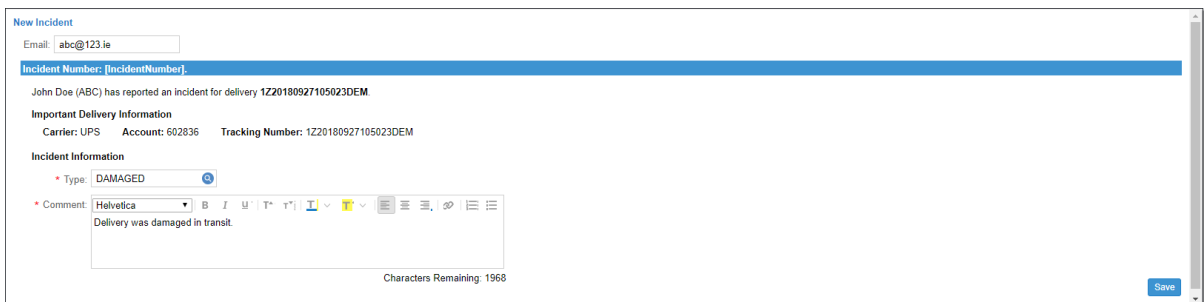 New Incident
Email: abc@123.ie
Incident Number: [IncidentNumber].
John Doe (ABC) has reported an incident for delivery 1Z20180927105023DEM.
Important Delivery Information
Carrier: UPS Account: 602836 Tracking Number: 1Z20180927105023DEM
Incident Information
* Type: DAMAGED
* Comment: Helvetica B I U T T T T
Delivery was damaged in transit.
Characters Remaining: 1968
Save